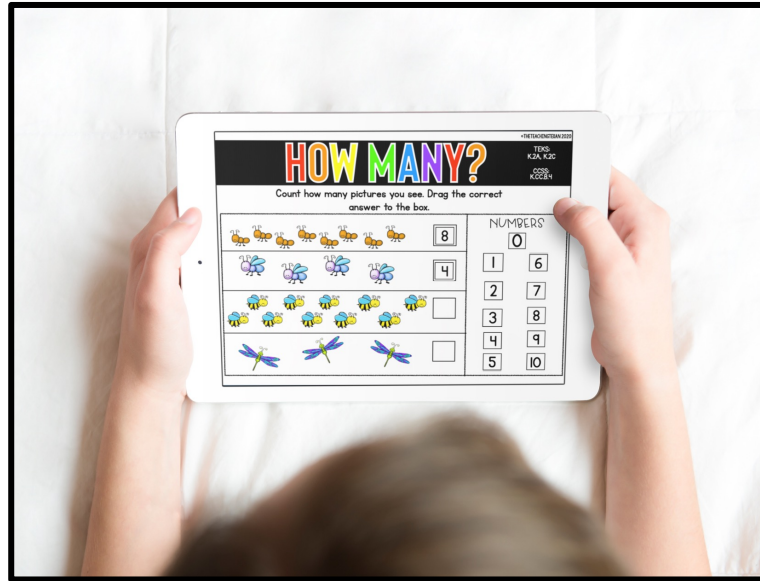 ©THETEACHINGTEXAN 2020
HOW MANY?
TEKS:
K.2A, K.2C
CCSS:
K.CC.B.4
Count how many pictures you see. Drag the correct
answer to the box.
8
4
NUMBERS
0
1 6
2 7
3 8
4 9
5 10